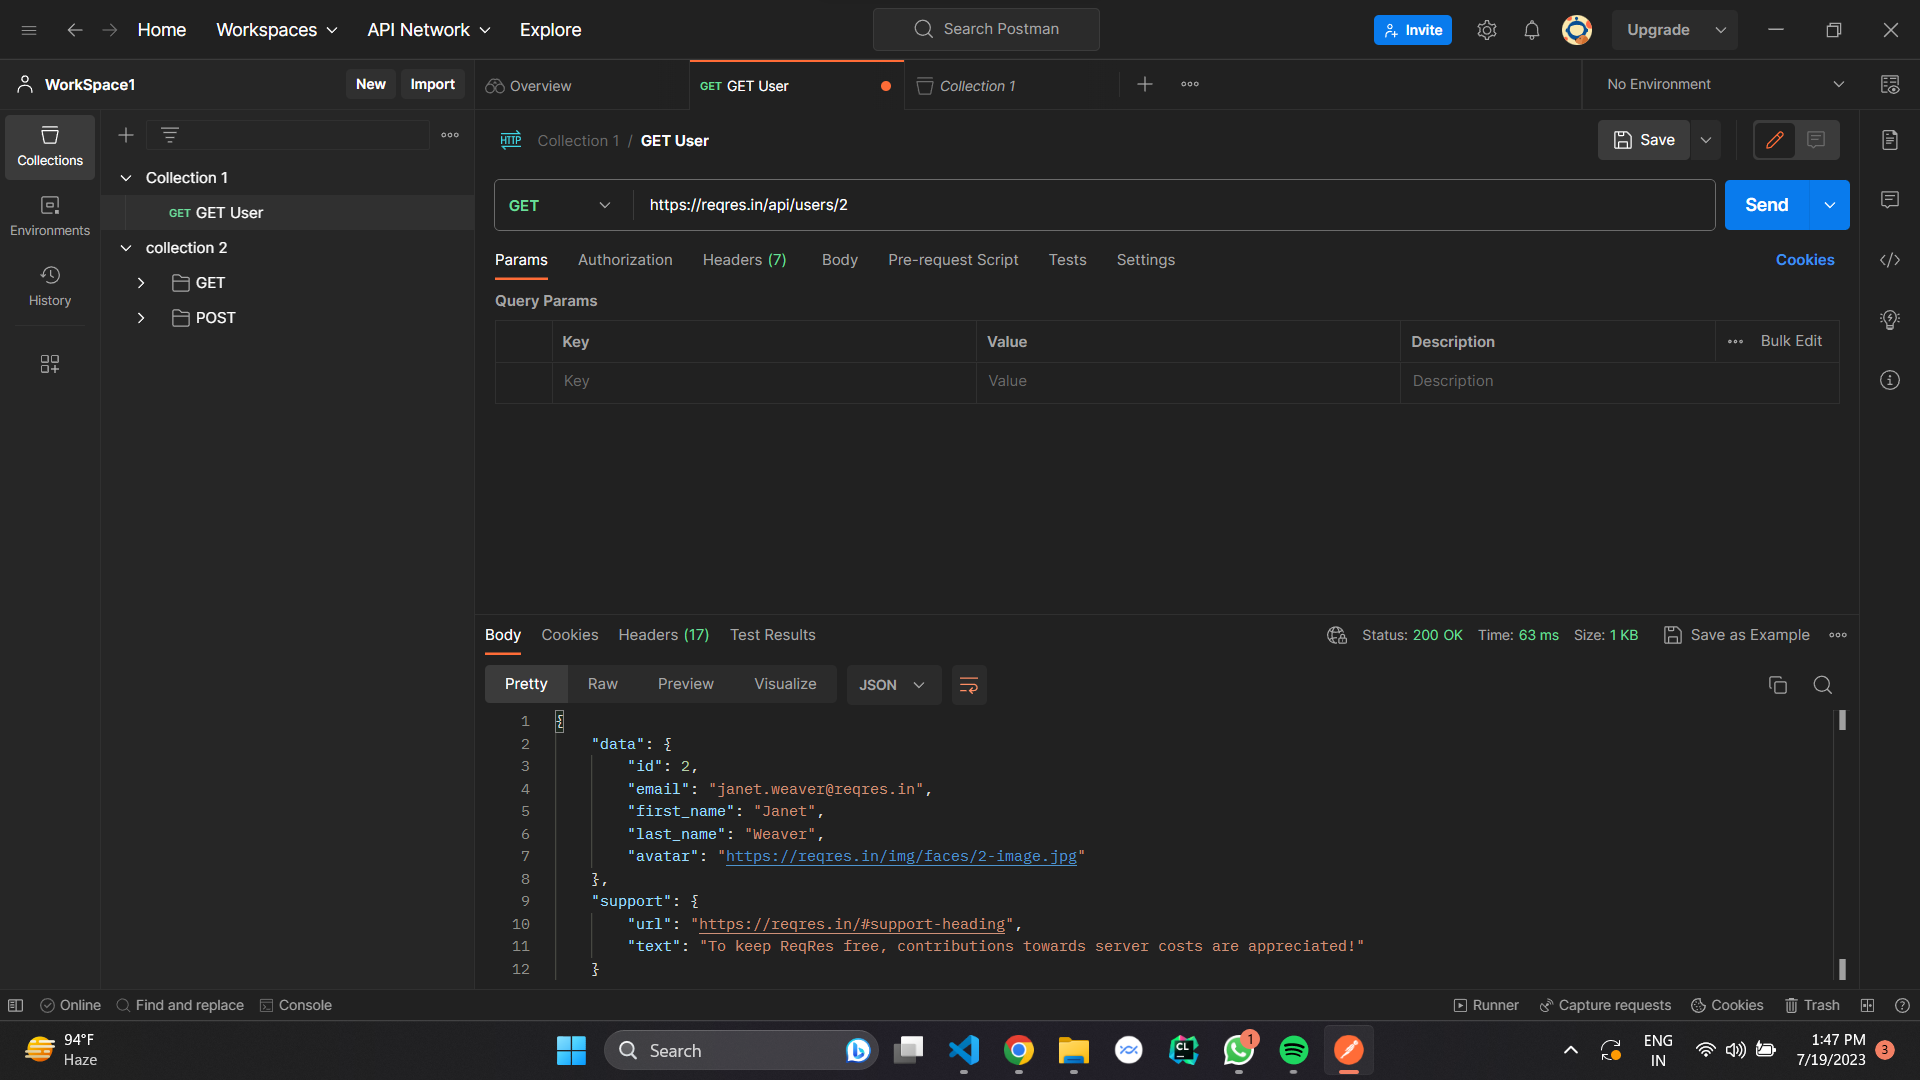 Home Workspaces API Network Explore Search Postman Invite Upgrade
WorkSpace1 New Import Overview GET GET User Collection 1 No Environment
Collections
Environments
History
Collection 1
GET GET User
collection 2
GET
POST
HTTP Collection 1 / GET User Save
GET https://reqres.in/api/users/2 Send
Params Authorization Headers (7) Body Pre-request Script Tests Settings Cookies
Query Params
Key Value Description Bulk Edit
Key Value Description
Body Cookies Headers (17) Test Results Status: 200 OK Time: 63 ms Size: 1 KB Save as Example
Pretty Raw Preview Visualize JSON
1 {
2 "data": {
3 "id": 2,
4 "email": "janet.weaver@reqres.in",
5 "first_name": "Janet",
6 "last_name": "Weaver",
7 "avatar": "https://reqres.in/img/faces/2-image.jpg"
8 },
9 "support": {
10 "url": "https://reqres.in/#support-heading",
11 "text": "To keep ReqRes free, contributions towards server costs are appreciated!"
12 }
Online Find and replace Console Runner Capture requests Cookies Trash
94°F
Haze
Search
CL
1
ENG
IN
1:47 PM
7/19/2023
3